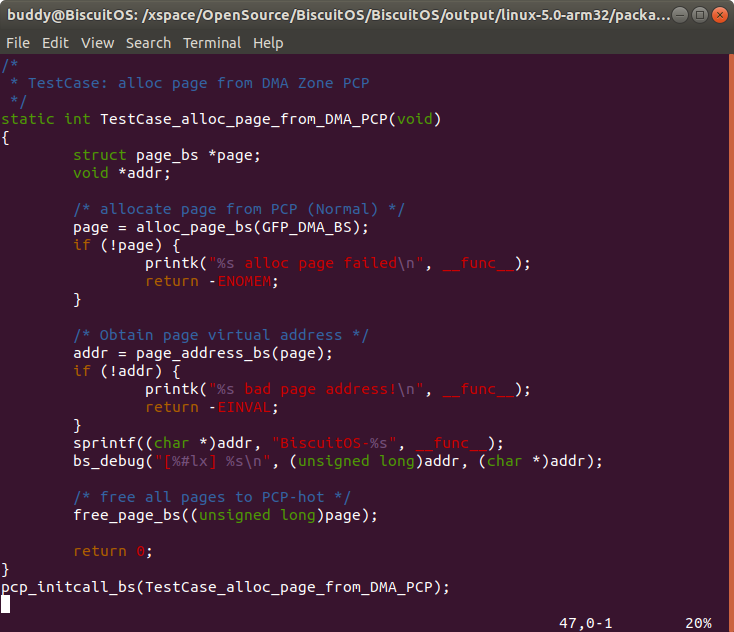 buddy@BiscuitOS: /xspace/OpenSource/BiscuitOS/BiscuitOS/output/linux-5.0-arm32/packa...
File Edit View Search Terminal Help
/*
 * TestCase: alloc page from DMA Zone PCP
 */
static int TestCase_alloc_page_from_DMA_PCP(void)
{
        struct page_bs *page;
        void *addr;

        /* allocate page from PCP (Normal) */
        page = alloc_page_bs(GFP_DMA_BS);
        if (!page) {
                printk("%s alloc page failed\n", __func__);
                return -ENOMEM;
        }

        /* Obtain page virtual address */
        addr = page_address_bs(page);
        if (!addr) {
                printk("%s bad page address!\n", __func__);
                return -EINVAL;
        }
        sprintf((char *)addr, "BiscuitOS-%s", __func__);
        bs_debug("[%#lx] %s\n", (unsigned long)addr, (char *)addr);

        /* free all pages to PCP-hot */
        free_page_bs((unsigned long)page);

        return 0;
}
pcp_initcall_bs(TestCase_alloc_page_from_DMA_PCP);
47,0-1 20%